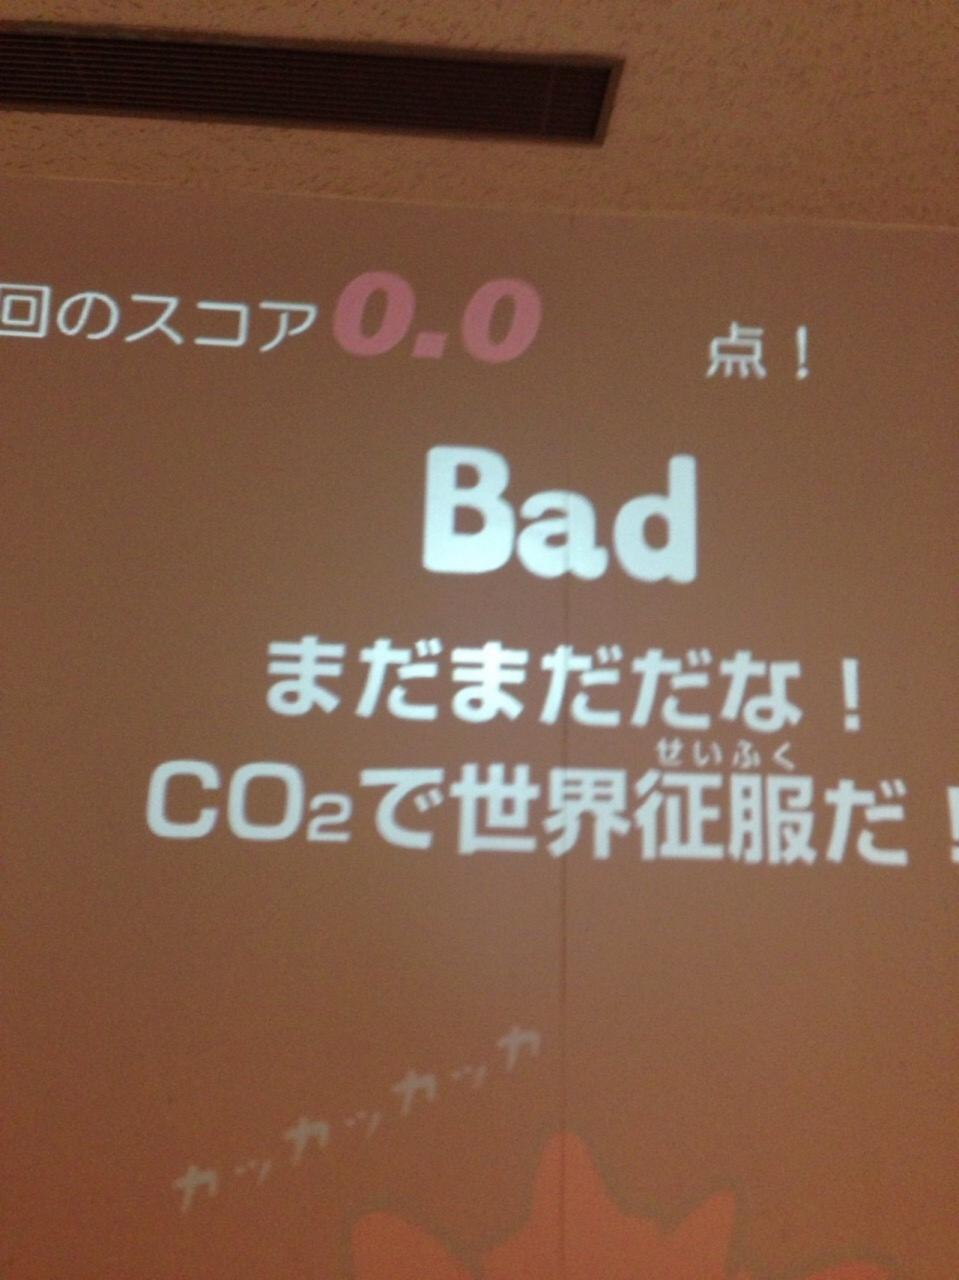 回のスコア0.0 点！
Bad
まだまだだな！
せいふく
CO₂で世界征服だ！
カッカッカッカ